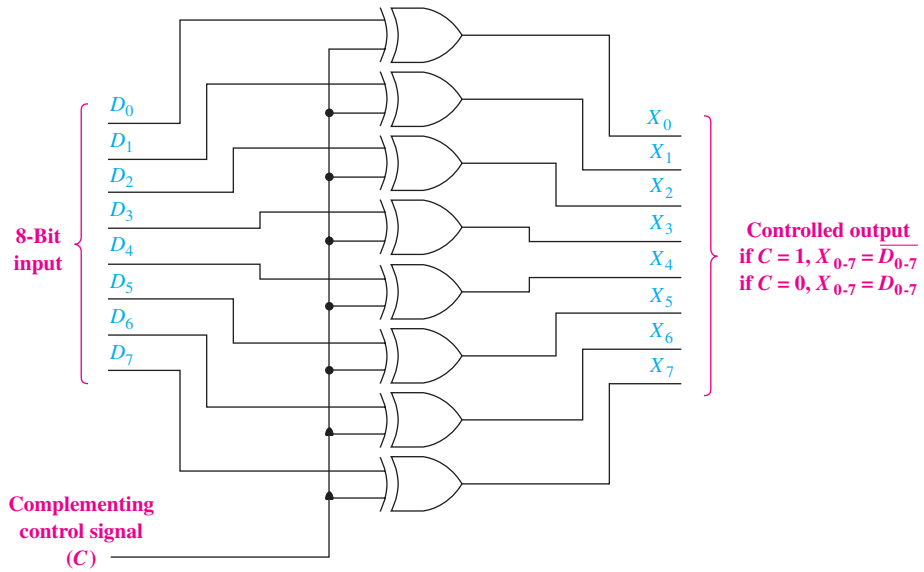 D0
D1
D2
D3
D4
D5
D6
D7
8-Bit
input
Complementing
control signal
(C)
X0
X1
X2
X3
X4
X5
X6
X7
Controlled output
if C = 1, X0-7 = D̅0̅-̅7̅
if C = 0, X0-7 = D0-7